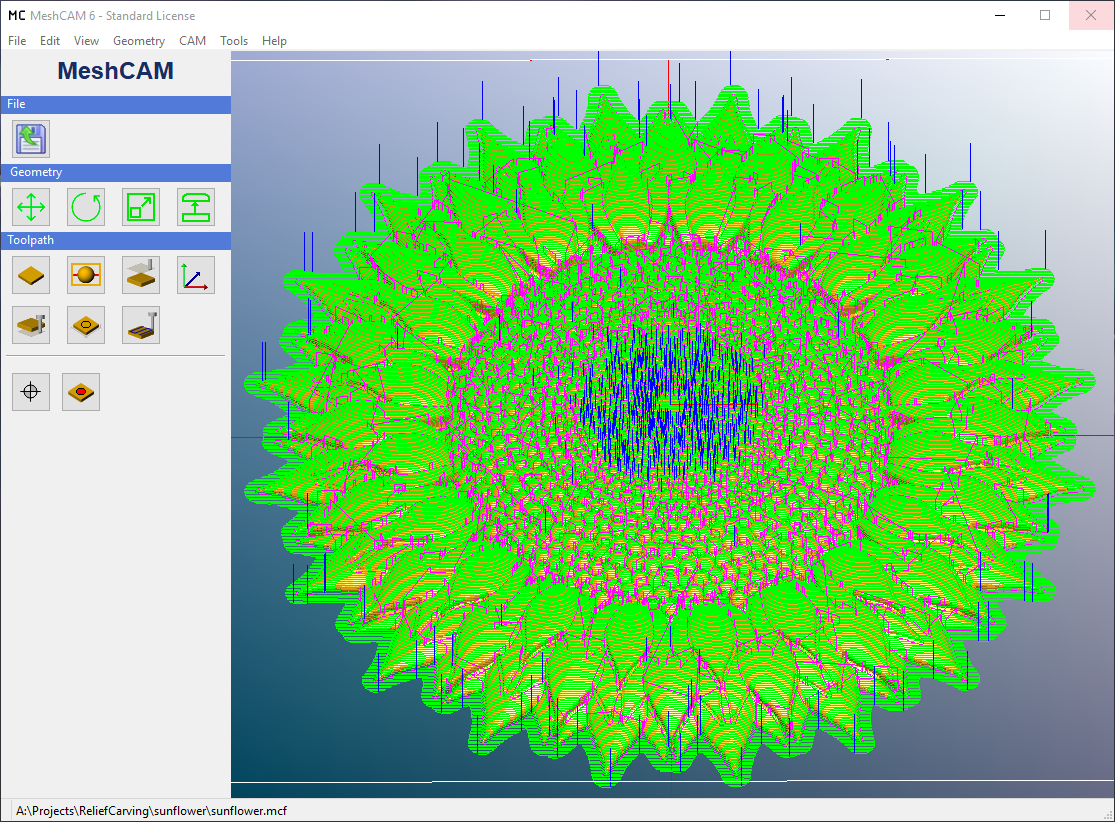 MC MeshCAM 6 - Standard License
File Edit View Geometry CAM Tools Help
MeshCAM
File
Geometry
Toolpath
A:\Projects\ReliefCarving\sunflower\sunflower.mcf